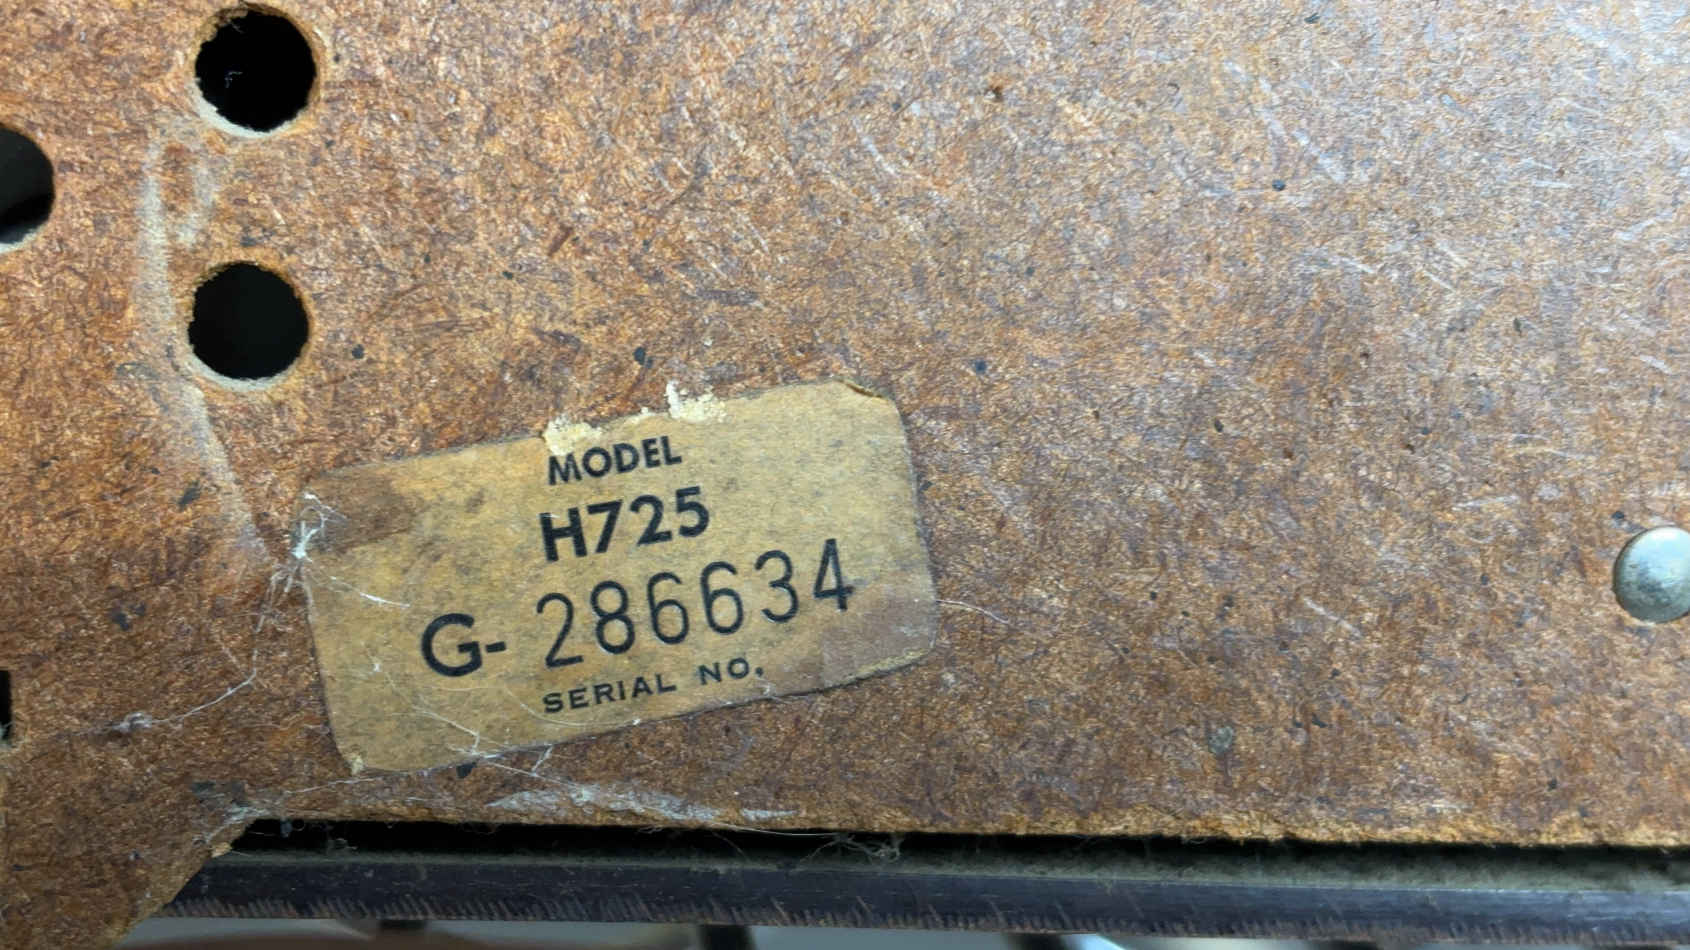 MODEL
H725
G-286634
SERIAL NO.